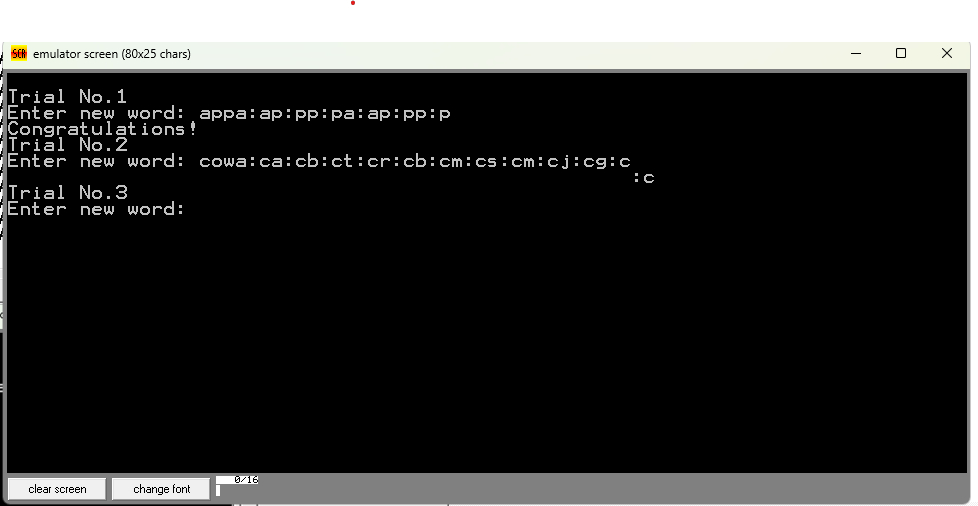 emulator screen (80x25 chars)
Trial No.1
Enter new word: appa:ap:pp:pa:ap:pp:p
Congratulations!
Trial No.2
Enter new word: cowa:ca:cb:ct:cr:cb:cm:cs:cm:cj:cg:c
:c
Trial No.3
Enter new word:
clear screen
change font
0/16